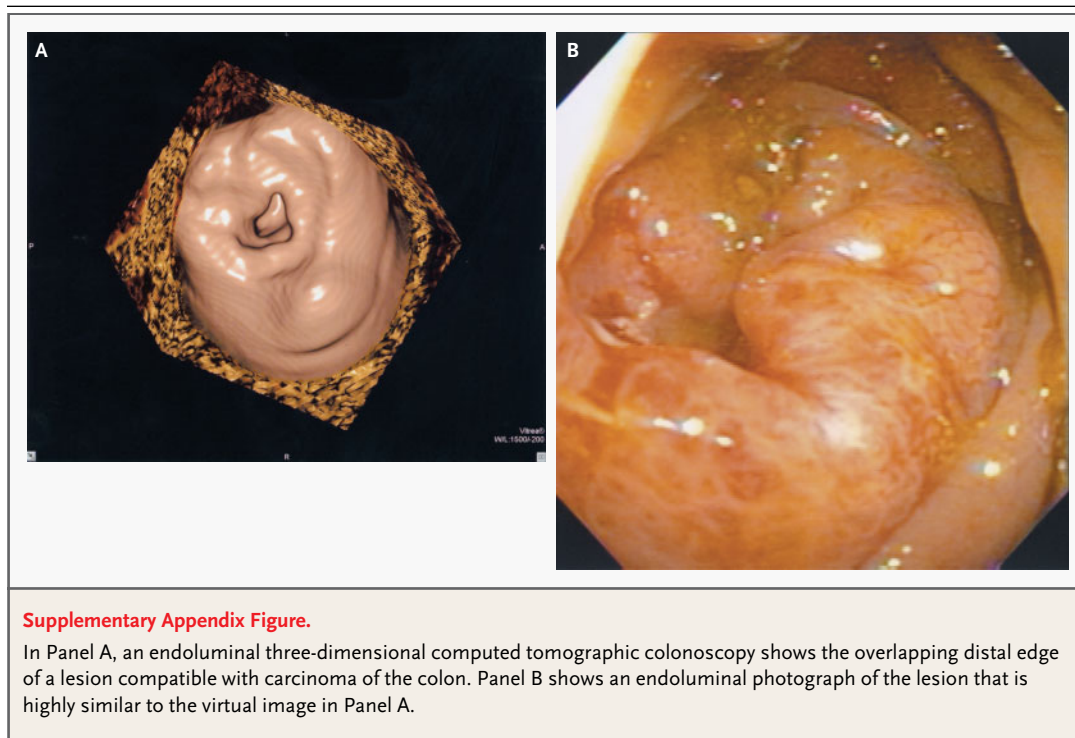 A
B
P
A
Vitrea®
W/L:1500/-200
R
Supplementary Appendix Figure.
In Panel A, an endoluminal three-dimensional computed tomographic colonoscopy shows the overlapping distal edge
of a lesion compatible with carcinoma of the colon. Panel B shows an endoluminal photograph of the lesion that is
highly similar to the virtual image in Panel A.